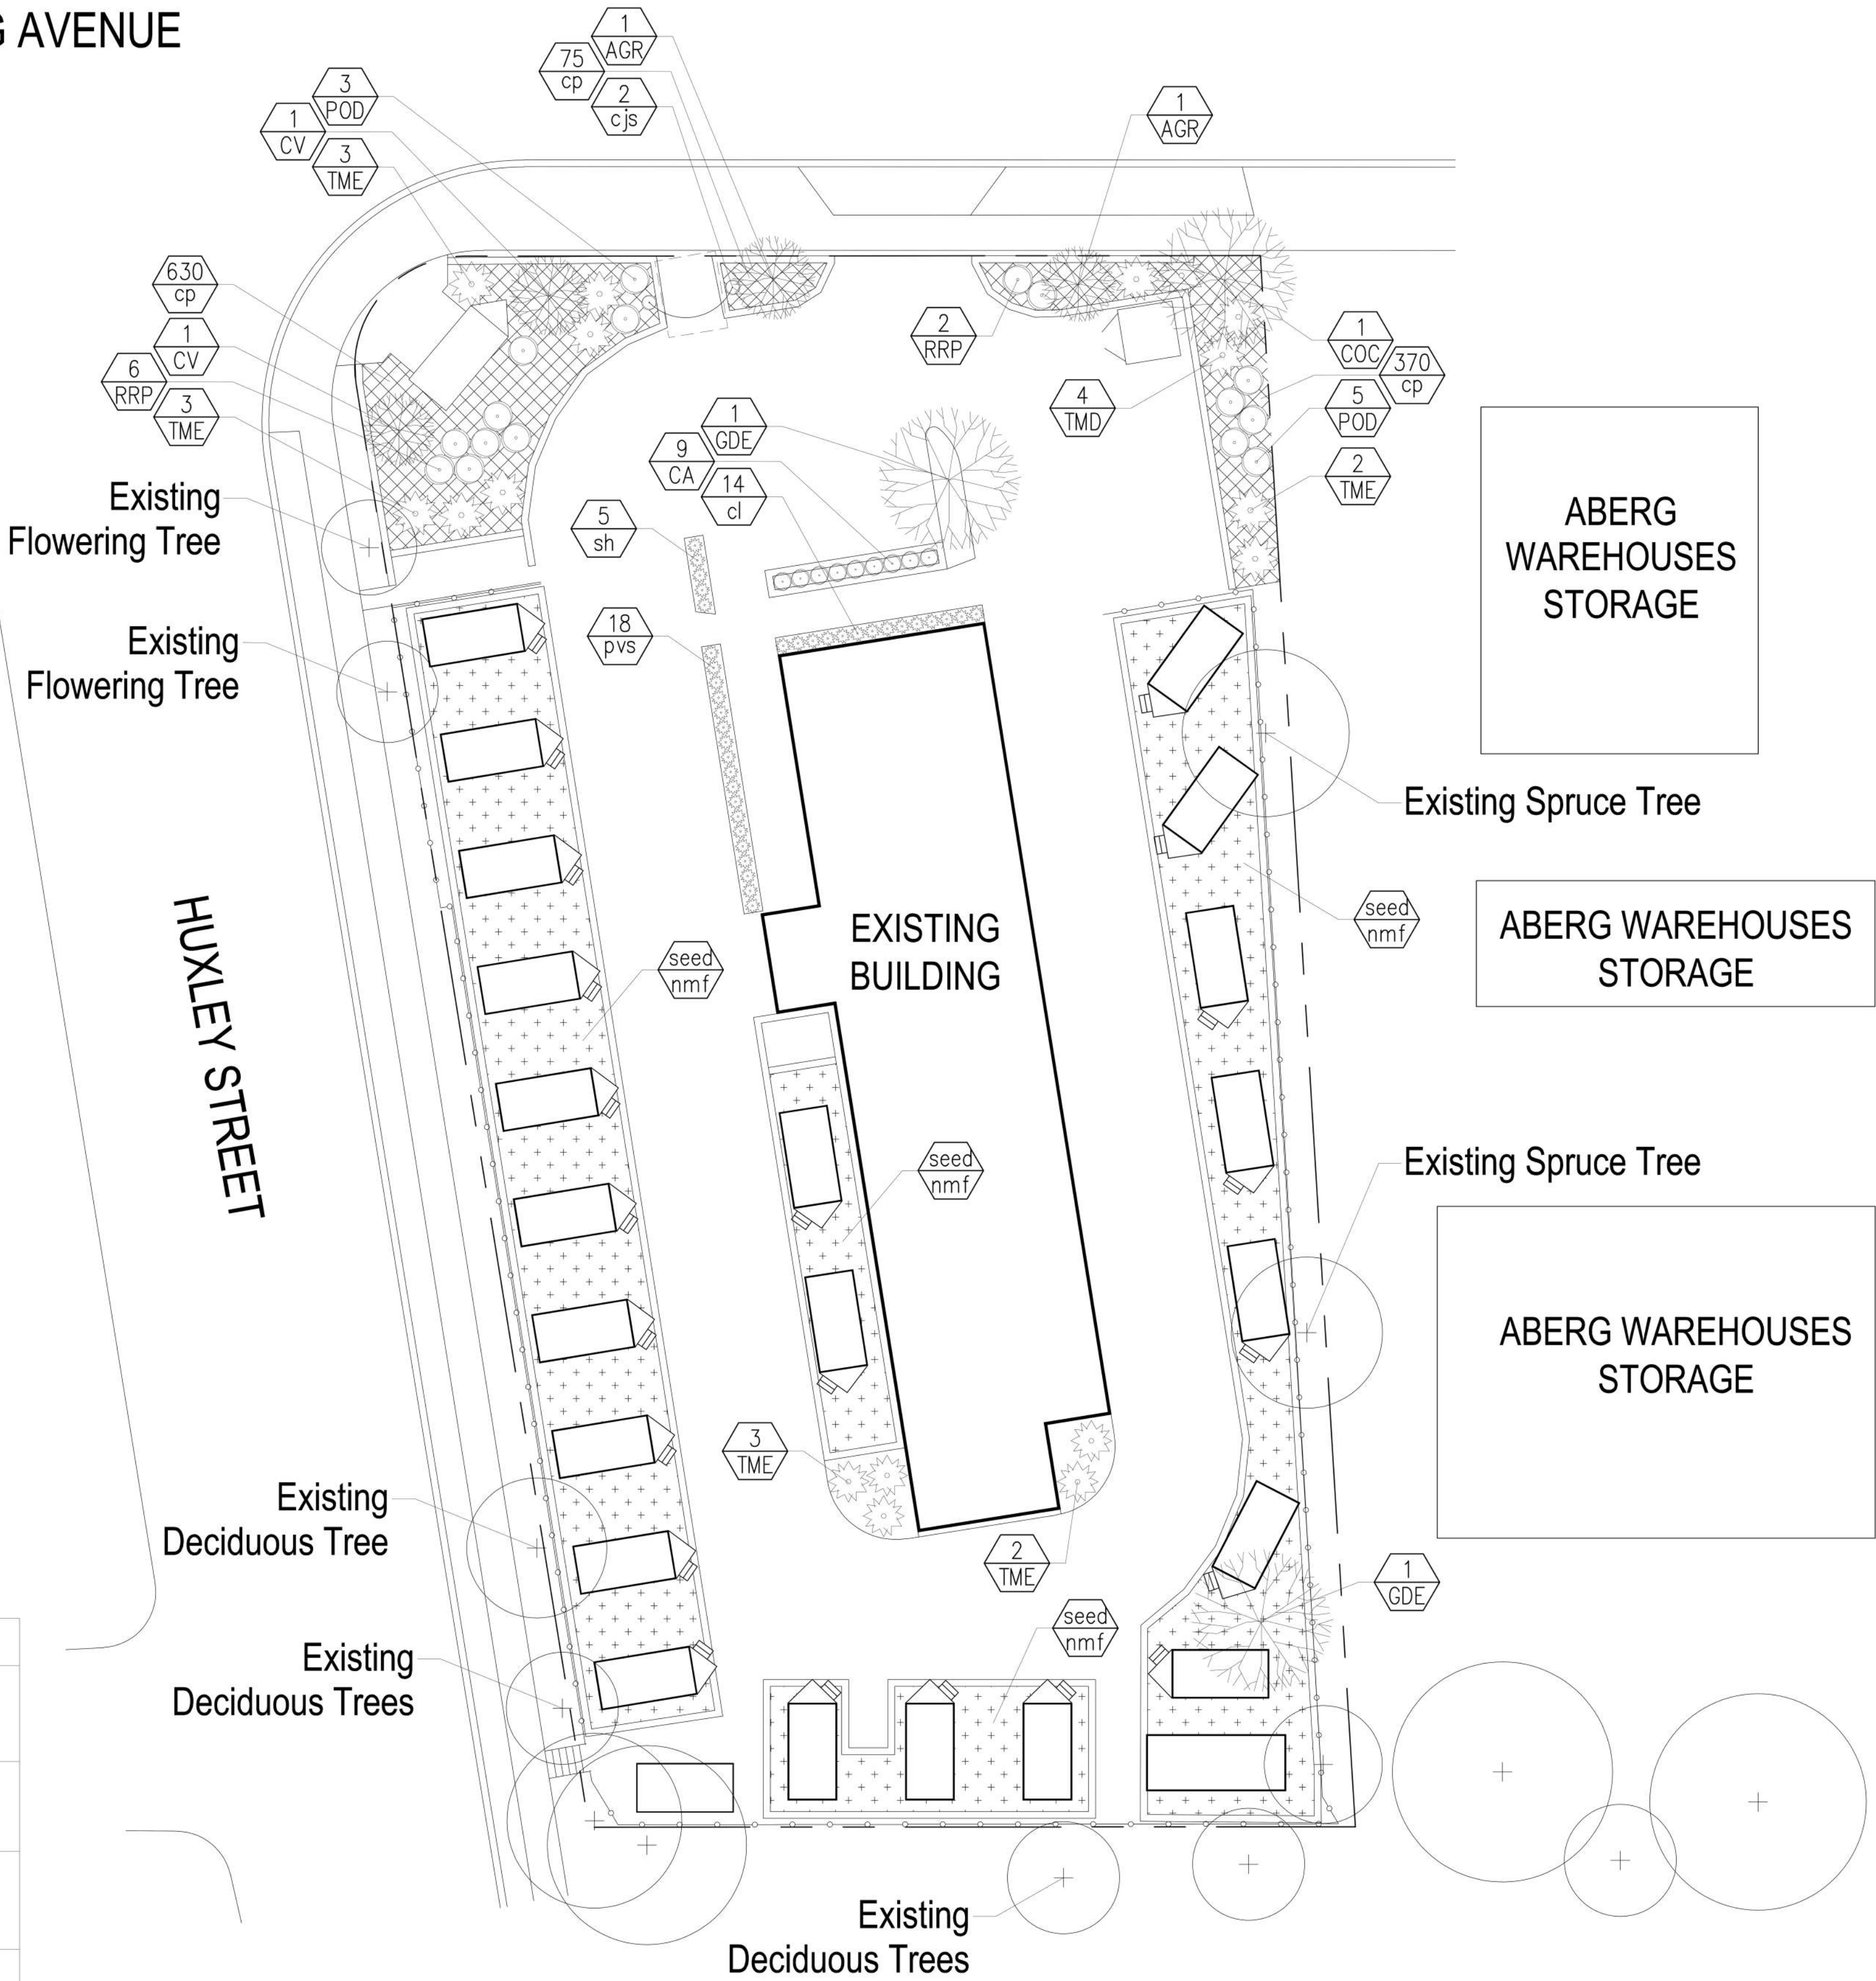 G AVENUE
1
AGR
75
cp
2
cjs
3
POD
1
CV
3
TME
1
AGR
630
cp
1
CV
6
RRP
3
TME
2
RRP
1
COC
370
cp
5
POD
2
TME
4
TMD
1
GDE
9
CA
14
cl
5
sh
18
pvs
Existing
Flowering Tree
Existing
Flowering Tree
ABERG
WAREHOUSES
STORAGE
Existing Spruce Tree
seed
nmf
ABERG WAREHOUSES
STORAGE
HUXLEY STREET
seed
nmf
EXISTING
BUILDING
seed
nmf
Existing Spruce Tree
ABERG WAREHOUSES
STORAGE
3
TME
2
TME
Existing
Deciduous Tree
1
GDE
seed
nmf
Existing
Deciduous Trees
Existing
Deciduous Trees